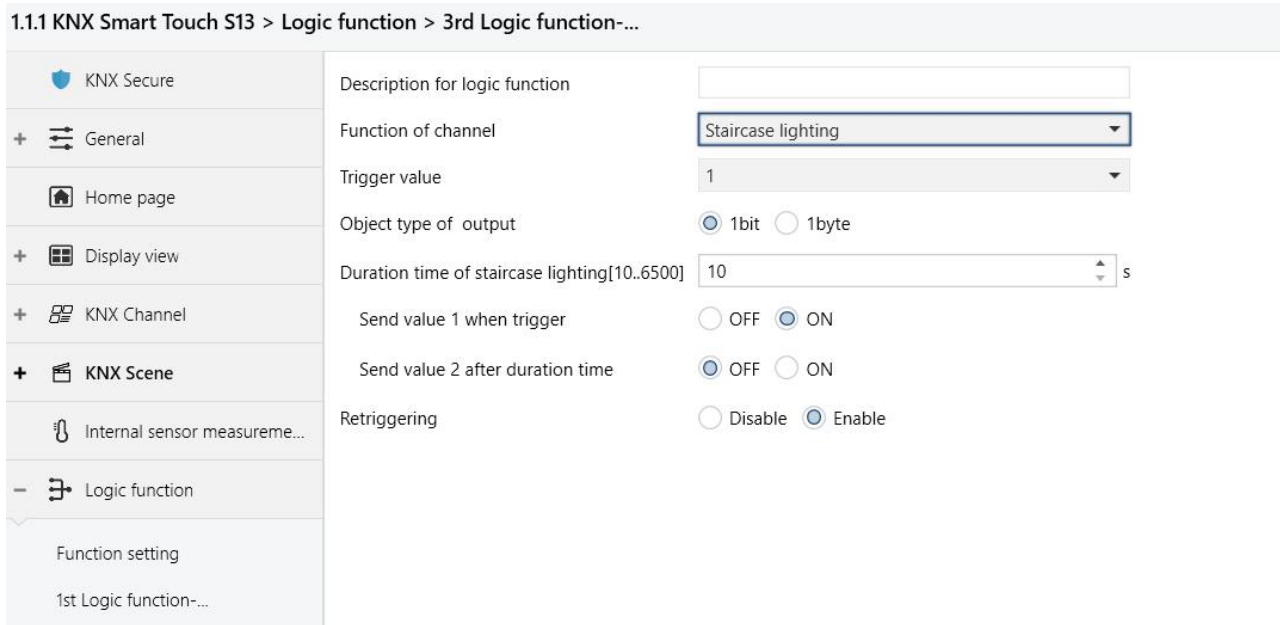 1.1.1 KNX Smart Touch S13 > Logic function > 3rd Logic function-...
KNX Secure
+ General
Home page
+ Display view
+ KNX Channel
+ KNX Scene
Internal sensor measureme...
− Logic function
Function setting
1st Logic function-...
Description for logic function
Function of channel Staircase lighting
Trigger value 1
Object type of output 1bit 1byte
Duration time of staircase lighting[10..6500] 10 s
Send value 1 when trigger OFF ON
Send value 2 after duration time OFF ON
Retriggering Disable Enable